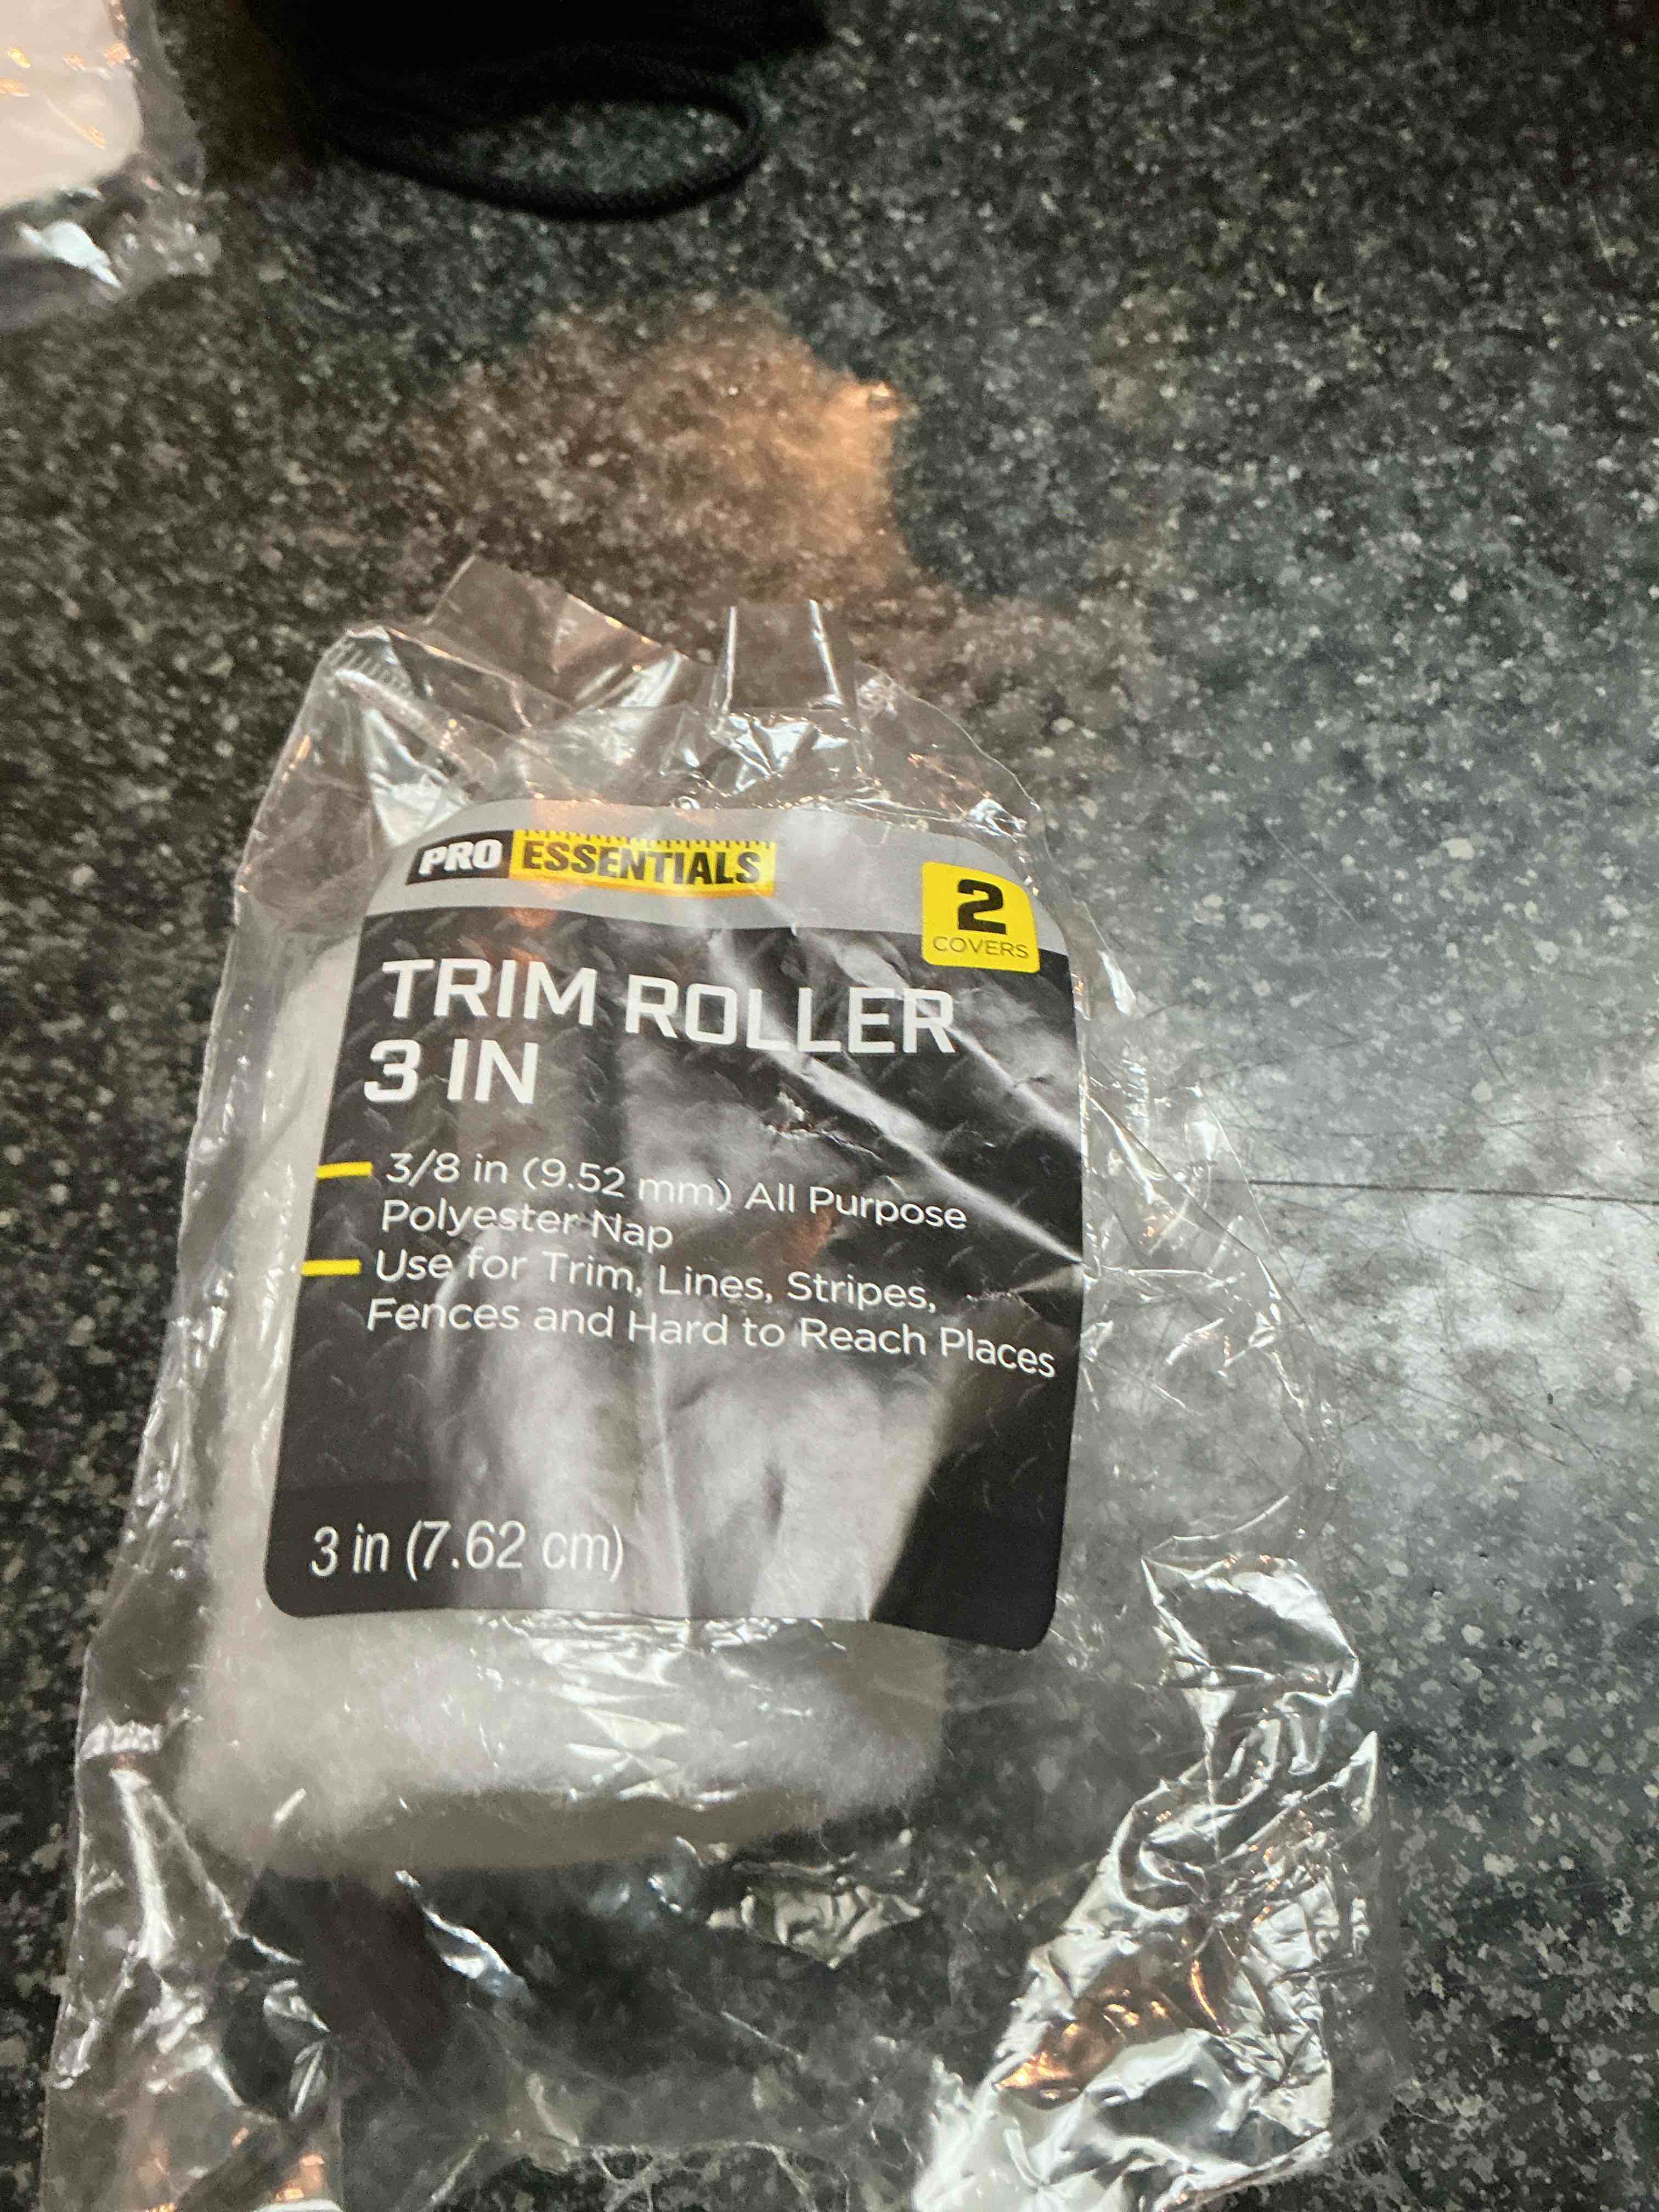 PRO ESSENTIALS
2
COVERS
TRIM ROLLER
3 IN
3/8 in (9.52 mm) All Purpose
Polyester Nap
Use for Trim, Lines, Stripes,
Fences and Hard to Reach Places
3 in (7.62 cm)